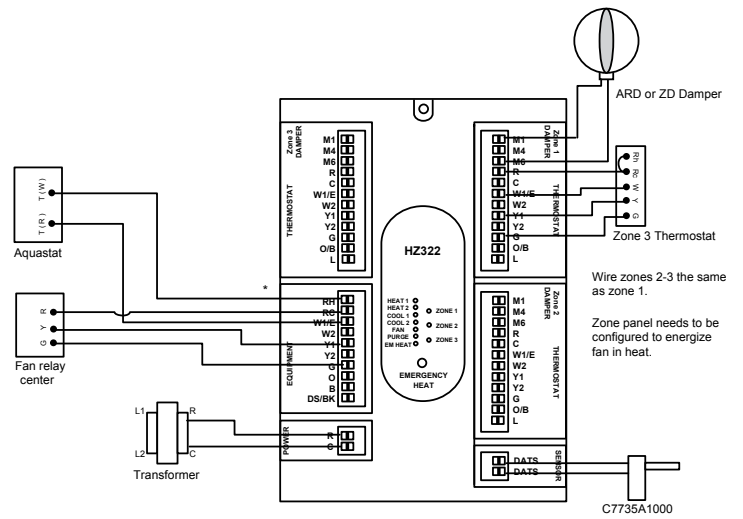 ARD or ZD Damper
Zone 3
DAMPER
THERMOSTAT
M1
M4
M6
R
C
W1/E
W2
Y1
Y2
G
O/B
L
Zone 1
DAMPER
THERMOSTAT
M1
M4
M6
R
C
W1/E
W2
Y1
Y2
G
O/B
L
Rh
Rc
W
Y
G
Zone 3 Thermostat
T (W)
T (R)
Aquastat
HZ322
HEAT 1
HEAT 2
COOL 1
COOL 2
FAN
PURGE
EM HEAT
ZONE 1
ZONE 2
ZONE 3
EMERGENCY
HEAT
Wire zones 2-3 the same
as zone 1.
Zone panel needs to be
configured to energize
fan in heat.
*
EQUIPMENT
RH
RC
W1/E
W2
Y1
Y2
G
O
B
DS/BK
Zone 2
DAMPER
THERMOSTAT
M1
M4
M6
R
C
W1/E
W2
Y1
Y2
G
O/B
L
R
Y
G
Fan relay
center
L1
R
L2
C
Transformer
POWER
R
C
SENSOR
DATS
DATS
C7735A1000